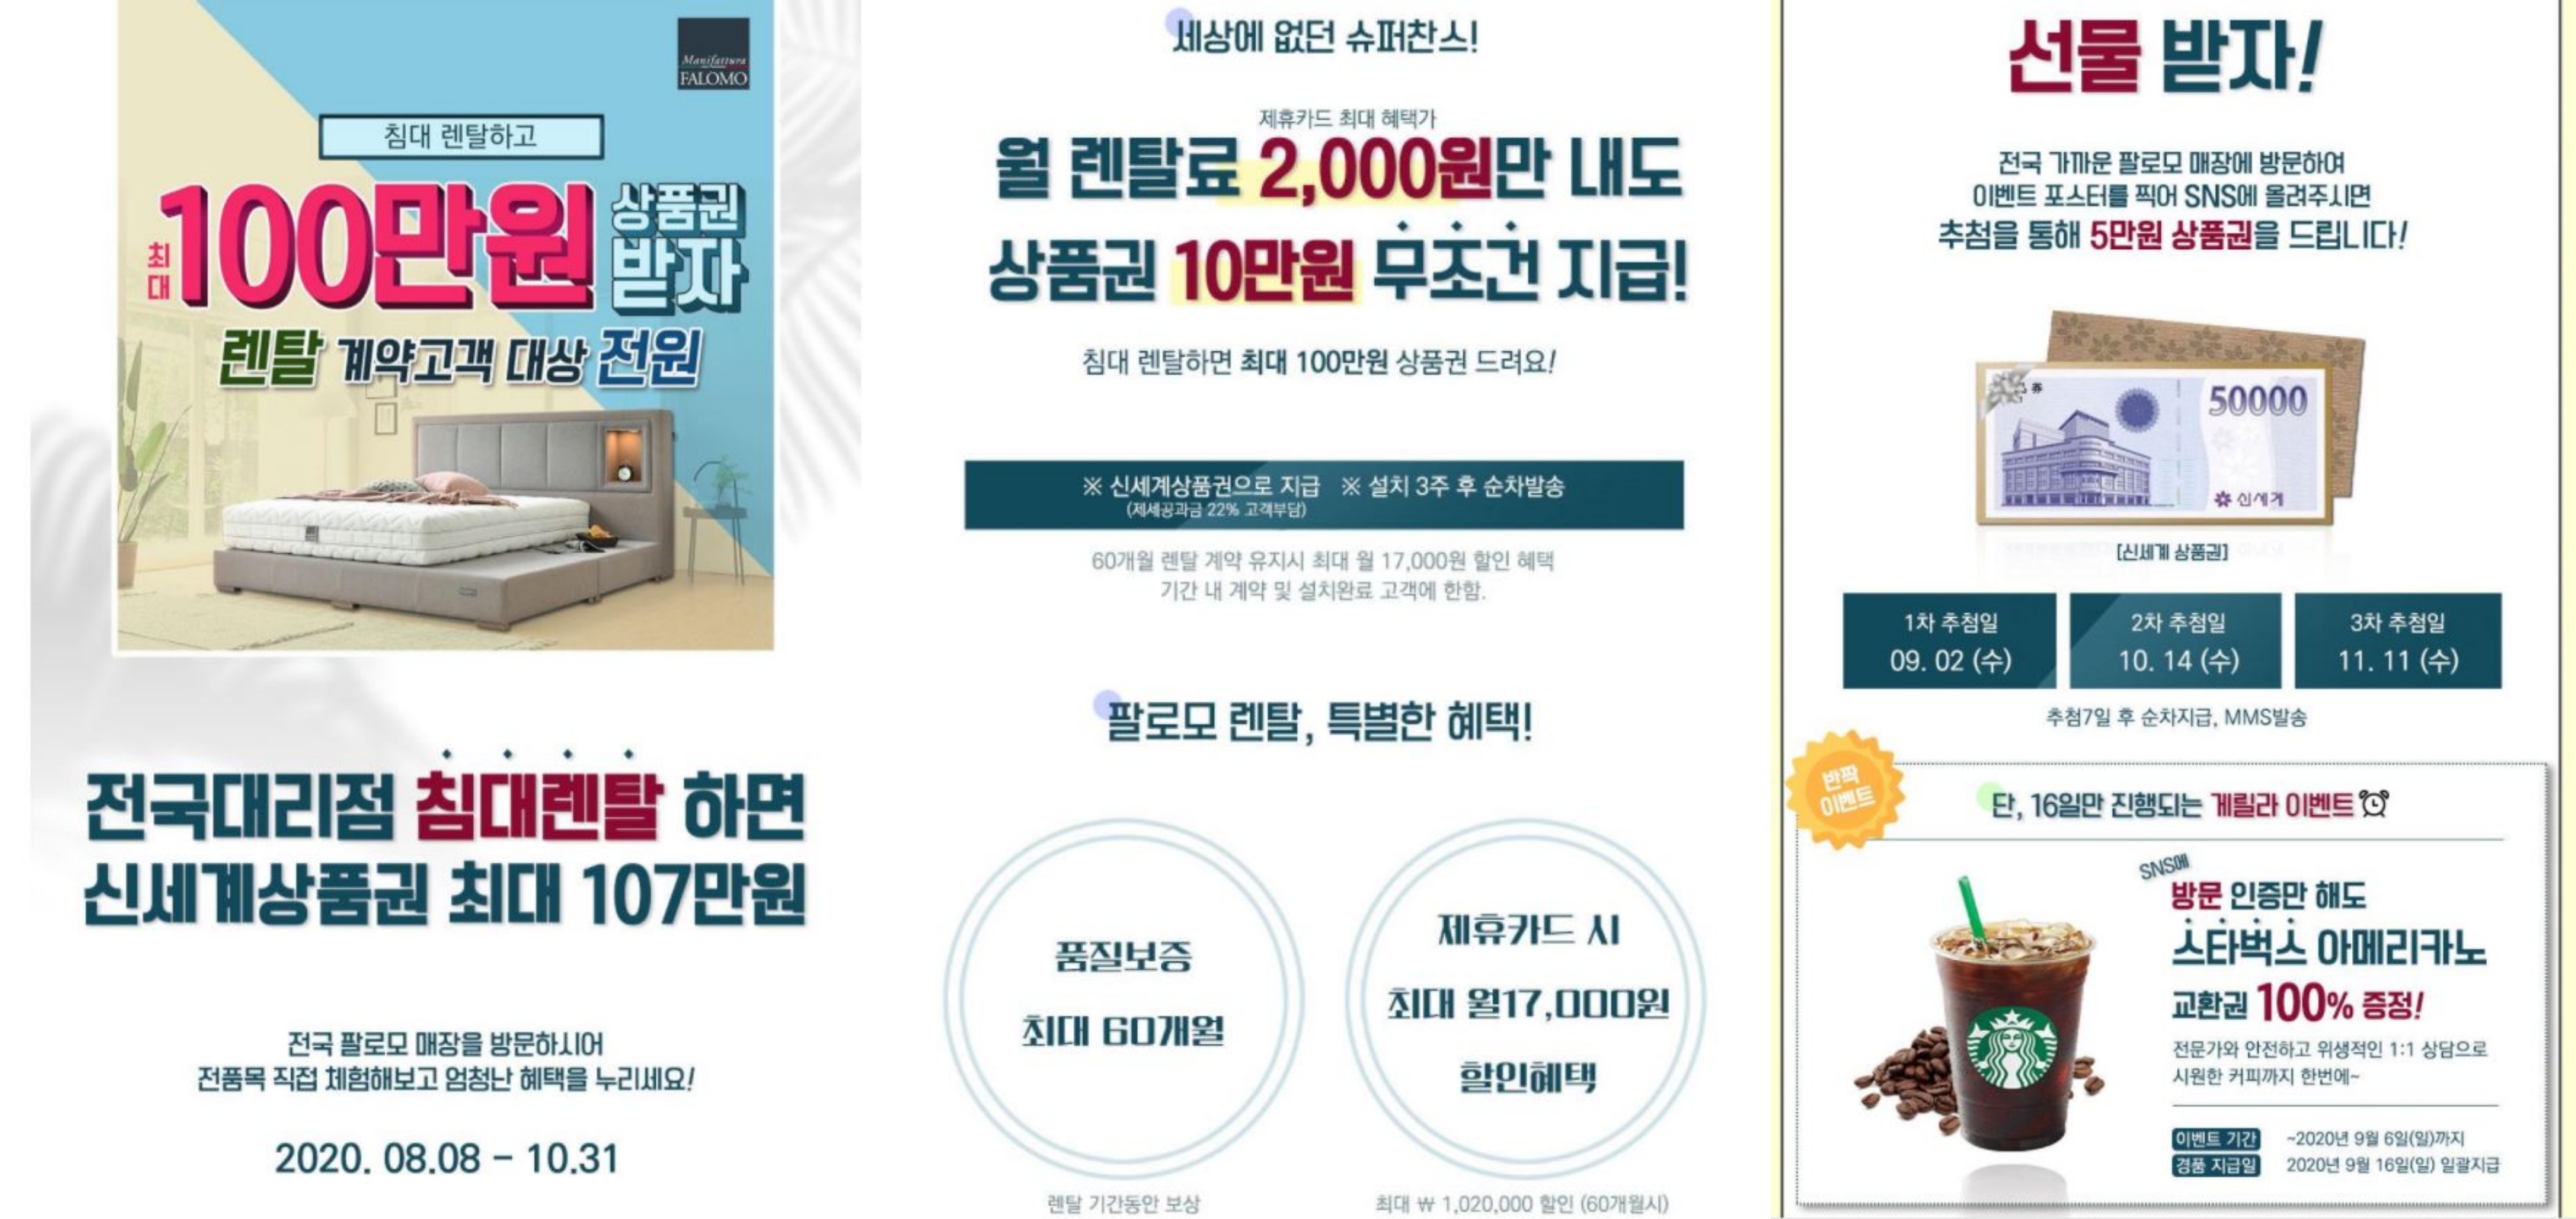 Manifattura
FALOMO
침대 렌탈하고
최대 100만원 상품권 받자
렌탈 계약고객 대상 전원
전국대리점 침대렌탈 하면
신세계상품권 최대 107만원
전국 팔로모 매장을 방문하시어
전품목 직접 체험해보고 엄청난 혜택을 누리세요!
2020. 08.08 - 10.31
세상에 없던 슈퍼찬스!
제휴카드 최대 혜택가
월 렌탈료 2,000원만 내도
상품권 10만원 무조건 지급!
침대 렌탈하면 최대 100만원 상품권 드려요!
※ 신세계상품권으로 지급 ※ 설치 3주 후 순차발송
(제세공과금 22% 고객부담)
60개월 렌탈 계약 유지시 최대 월 17,000원 할인 혜택
기간 내 계약 및 설치완료 고객에 한함.
팔로모 렌탈, 특별한 혜택!
품질보증
최대 60개월
렌탈 기간동안 보상
제휴카드 시
최대 월17,000원
할인혜택
최대 ₩ 1,020,000 할인 (60개월시)
선물 받자!
전국 가까운 팔로모 매장에 방문하여
이벤트 포스터를 찍어 SNS에 올려주시면
추첨을 통해 5만원 상품권을 드립니다!
券
50000
신세계
[신세계 상품권]
1차 추첨일
09. 02 (수)
2차 추첨일
10. 14 (수)
3차 추첨일
11. 11 (수)
추첨7일 후 순차지급, MMS발송
반짝
이벤트
단, 16일만 진행되는 게릴라 이벤트
SNS에
방문 인증만 해도
스타벅스 아메리카노
교환권 100% 증정!
전문가와 안전하고 위생적인 1:1 상담으로
시원한 커피까지 한번에~
이벤트 기간 ~2020년 9월 6일(일)까지
경품 지급일 2020년 9월 16일(일) 일괄지급